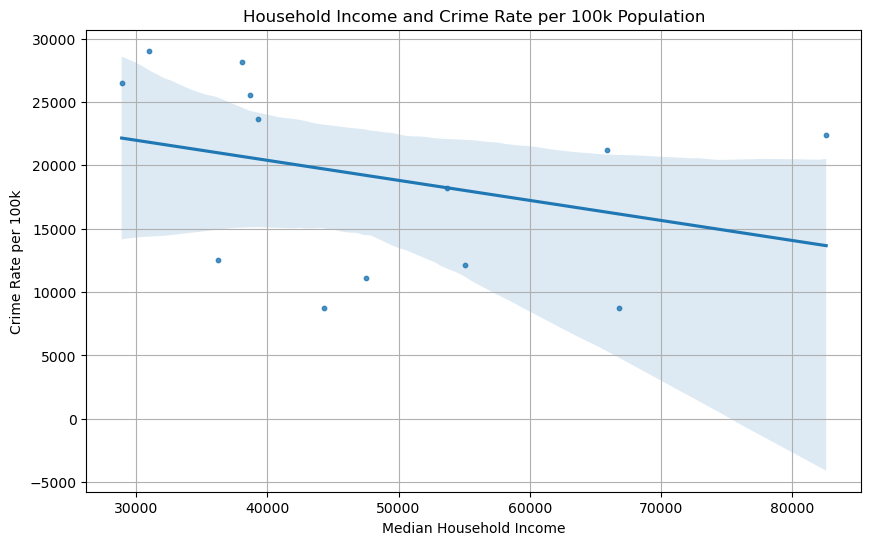 Household Income and Crime Rate per 100k Population
Crime Rate per 100k
30000
25000
20000
15000
10000
5000
0
−5000
30000 40000 50000 60000 70000 80000
Median Household Income